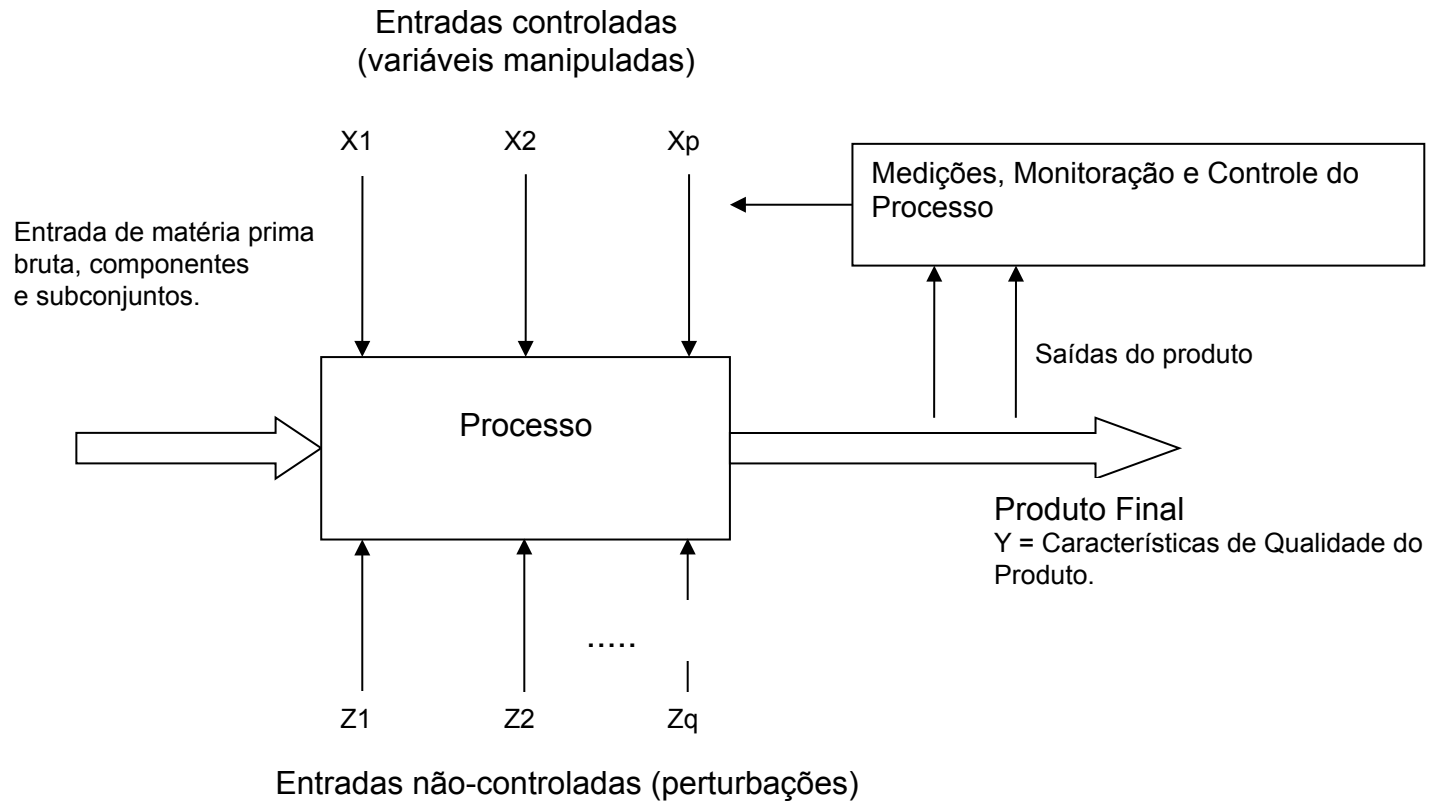 Entradas controladas
(variáveis manipuladas)
X1 X2 Xp
Medições, Monitoração e Controle do
Processo
Entrada de matéria prima
bruta, componentes
e subconjuntos.
Saídas do produto
Processo
Produto Final
Y = Características de Qualidade do
Produto.
.....
Z1 Z2 Zq
Entradas não-controladas (perturbações)